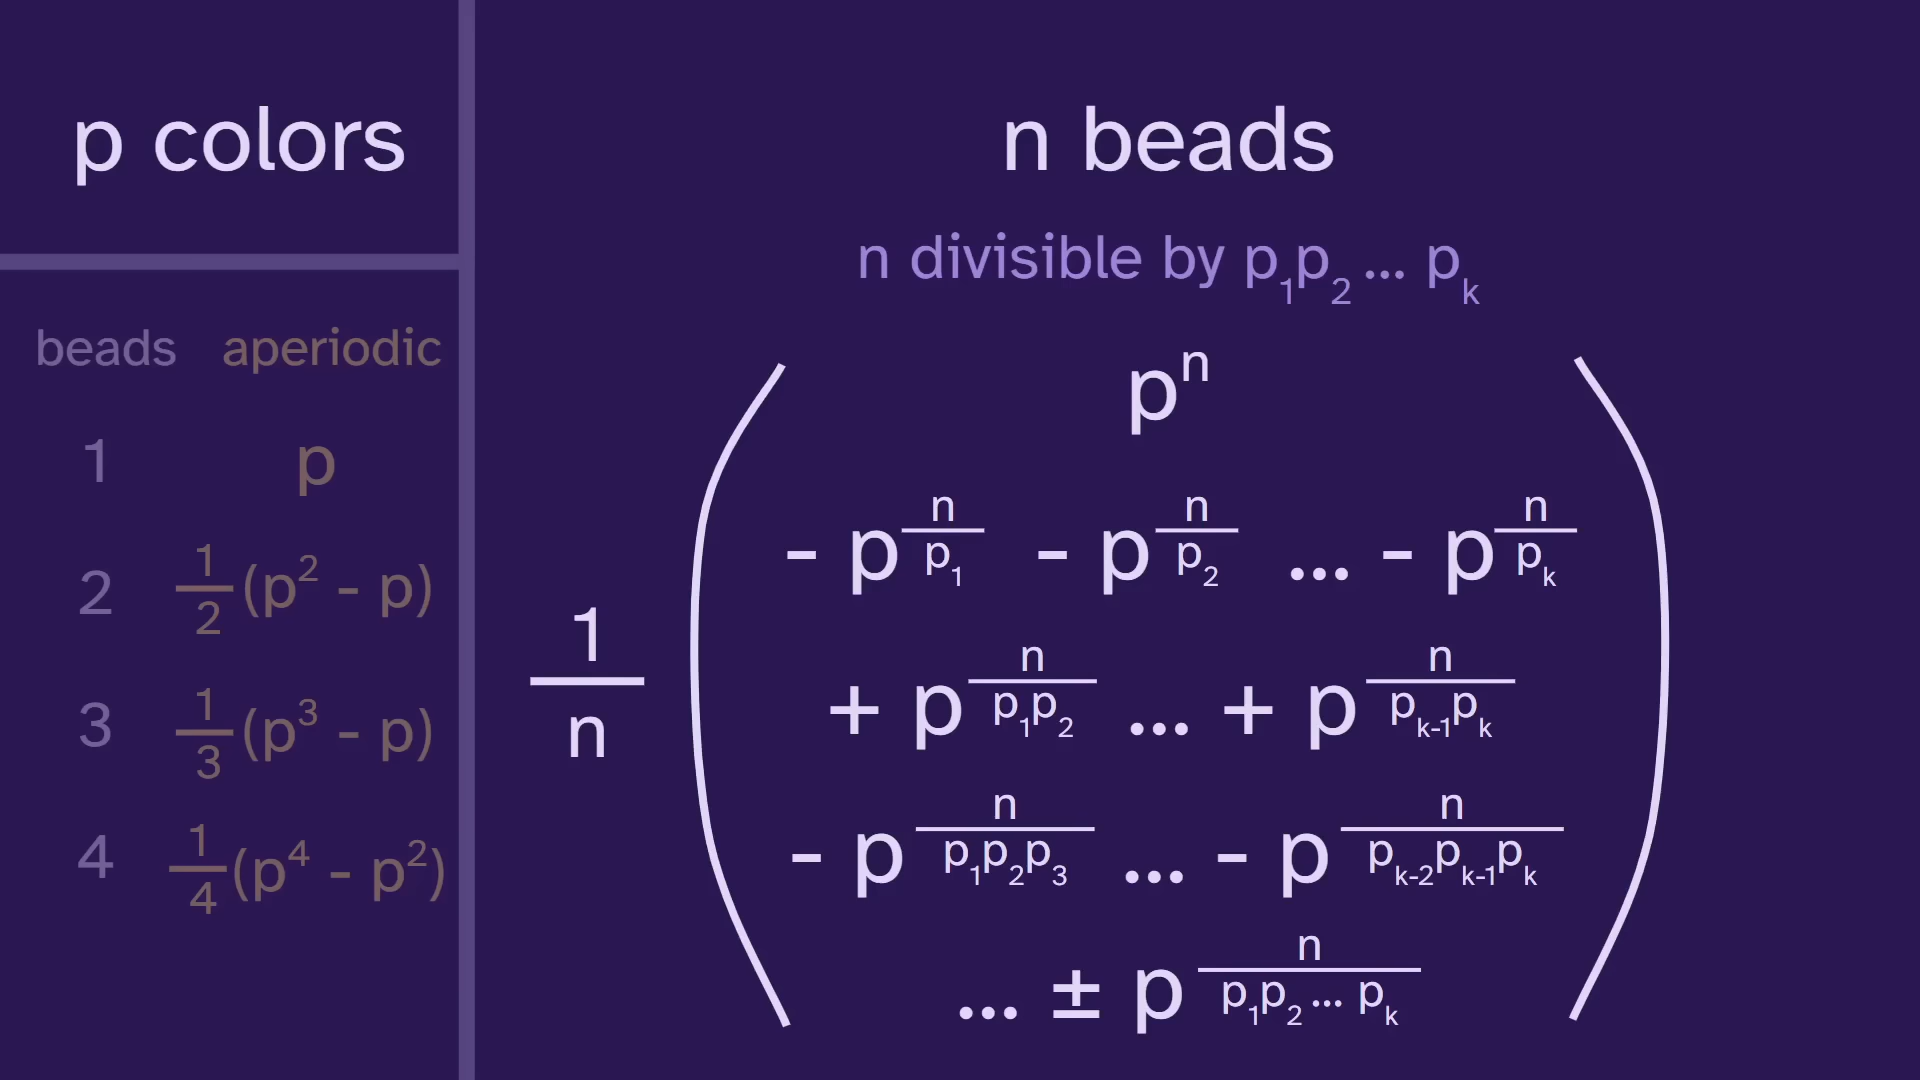 p colors
beads aperiodic
1 p
2 1/2 (p² - p)
3 1/3 (p³ - p)
4 1/4 (p⁴ - p²)
n beads
n divisible by p₁p₂ ... pₖ
1/n (
pⁿ
- p^(n/p₁) - p^(n/p₂) ... - p^(n/pₖ)
+ p^(n/p₁p₂) ... + p^(n/pₖ₋₁pₖ)
- p^(n/p₁p₂p₃) ... - p^(n/pₖ₋₂pₖ₋₁pₖ)
... ± p^(n/p₁p₂ ... pₖ)
)